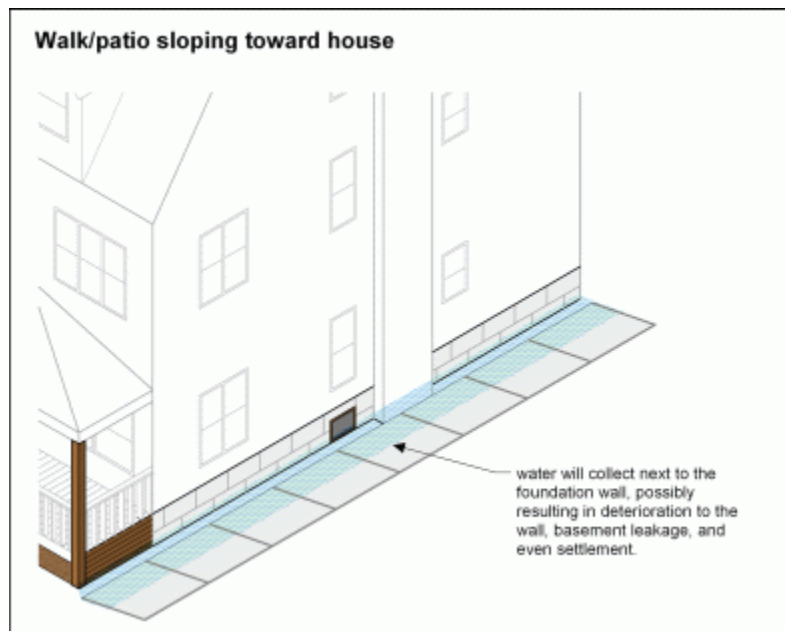 Walk/patio sloping toward house
water will collect next to the
foundation wall, possibly
resulting in deterioration to the
wall, basement leakage, and
even settlement.